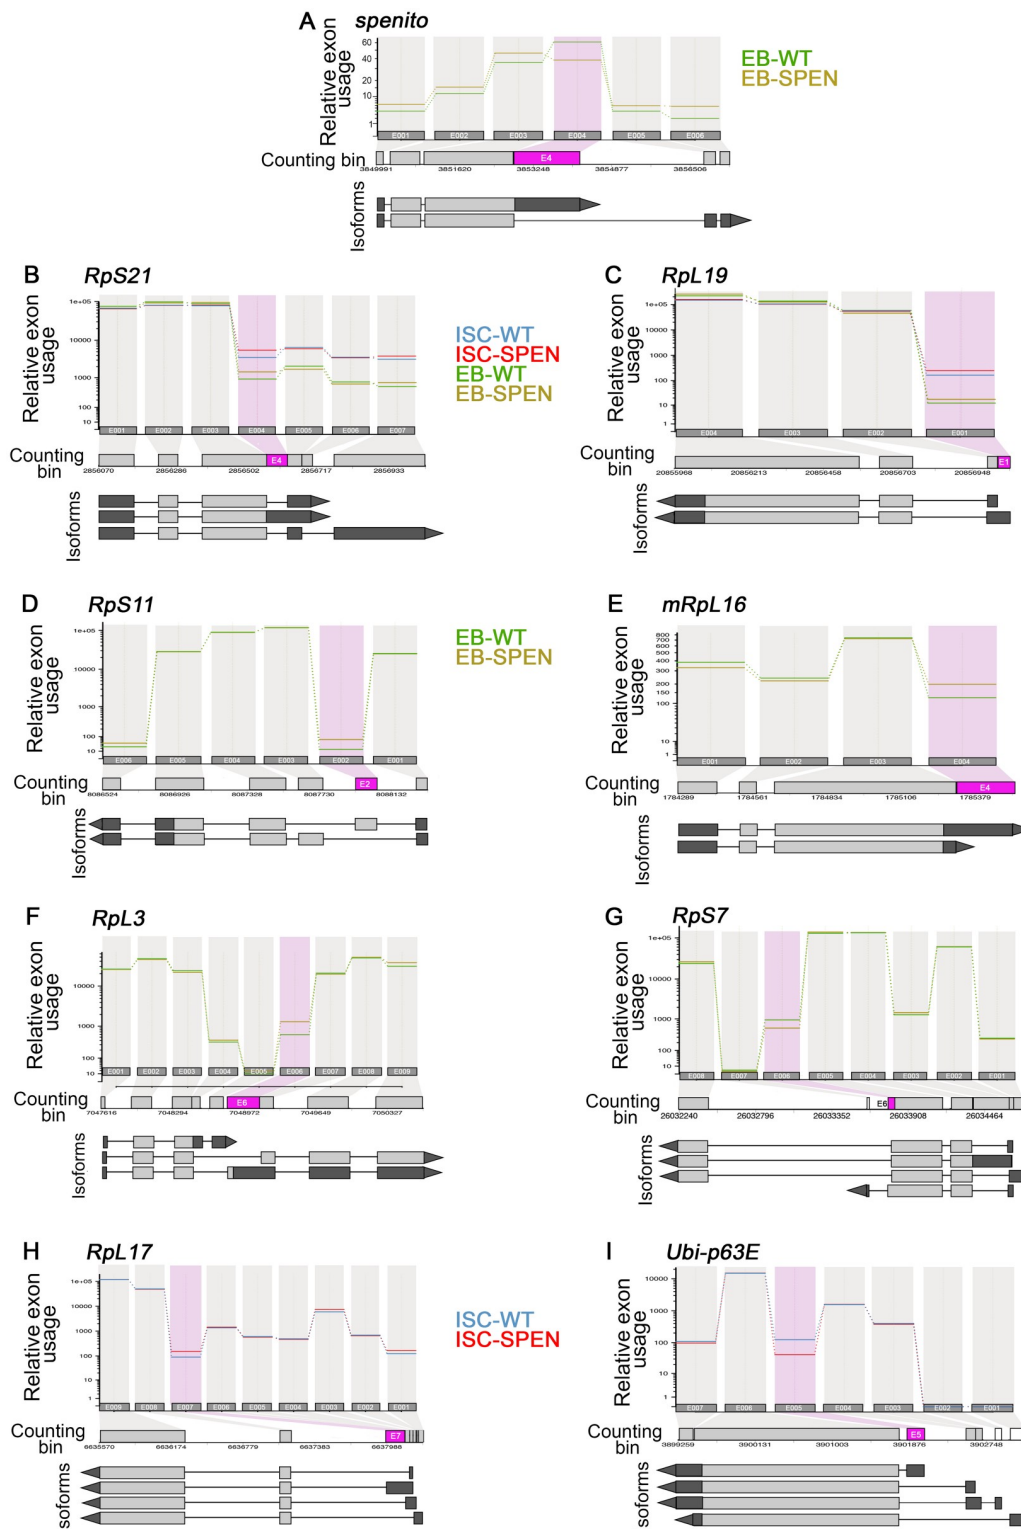 A spenito
Relative exon
usage
60
40
20
10
1
E001 E002 E003 E004 E005 E006
EB-WT
EB-SPEN
Counting bin
E4
3849991 3851620 3853248 3854877 3856506
Isoforms
B RpS21
Relative exon
usage
1e+05
10000
1000
100
10
E001 E002 E003 E004 E005 E006 E007
ISC-WT
ISC-SPEN
EB-WT
EB-SPEN
Counting
bin
E4
2856070 2856286 2856502 2856717 2856933
Isoforms
C RpL19
Relative exon
usage
1e+05
10000
1000
100
10
1
E004 E003 E002 E001
Counting
bin
E1
20855968 20856213 20856458 20856703 20856948
Isoforms
D RpS11
Relative exon
usage
1e+05
10000
1000
100
10
E006 E005 E004 E003 E002 E001
EB-WT
EB-SPEN
Counting
bin
E2
8086524 8086926 8087328 8087730 8088132
Isoforms
E mRpL16
Relative exon
usage
800
700
600
500
400
300
200
150
100
10
1
E001 E002 E003 E004
Counting
bin
E4
1784289 1784561 1784834 1785106 1785379
Isoforms
F RpL3
Relative exon
usage
10000
1000
100
10
E001 E002 E003 E004 E005 E006 E007 E008 E009
Counting
bin
E6
7047616 7048294 7048972 7049649 7050327
Isoforms
G RpS7
Relative exon
usage
1e+05
10000
1000
100
10
E008 E007 E006 E005 E004 E003 E002 E001
Counting
bin
E6
26032240 26032796 26033352 26033908 26034464
Isoforms
H RpL17
Relative exon
usage
1e+05
10000
1000
100
10
1
E009 E008 E007 E006 E005 E004 E003 E002 E001
ISC-WT
ISC-SPEN
Counting
bin
E7
6635570 6636174 6636779 6637383 6637988
soforms
I Ubi-p63E
Relative exon
usage
10000
1000
100
10
1
E007 E006 E005 E004 E003 E002 E001
Counting
bin
E5
3899259 3900131 3901003 3901876 3902748
soforms